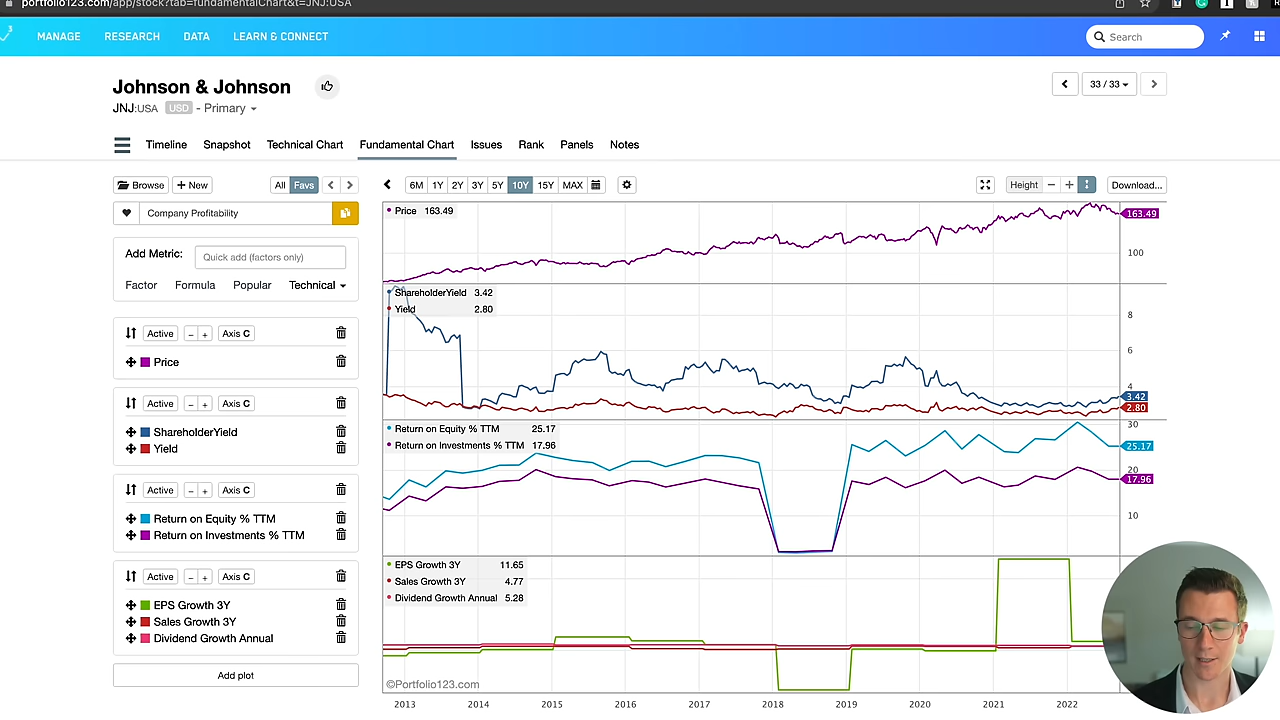 portfolio123.com/app/stock?tab=fundamentalChart&t=JNJ:USA
MANAGE RESEARCH DATA LEARN & CONNECT Search
Johnson & Johnson
33 / 33
JNJ:USA USD - Primary
Timeline Snapshot Technical Chart Fundamental Chart Issues Rank Panels Notes
Browse + New All Favs
6M 1Y 2Y 3Y 5Y 10Y 15Y MAX
Height − + Download...
Company Profitability
Add Metric: Quick add (factors only)
Factor Formula Popular Technical
Active − + Axis C
Price
Active − + Axis C
ShareholderYield
Yield
Active − + Axis C
Return on Equity % TTM
Return on Investments % TTM
Active − + Axis C
EPS Growth 3Y
Sales Growth 3Y
Dividend Growth Annual
Add plot
Price 163.49
163.49
100
ShareholderYield 3.42
Yield 2.80
8
6
4
3.42
2.80
Return on Equity % TTM 25.17
Return on Investments % TTM 17.96
30
25.17
20
17.96
10
EPS Growth 3Y 11.65
Sales Growth 3Y 4.77
Dividend Growth Annual 5.28
©Portfolio123.com
2013 2014 2015 2016 2017 2018 2019 2020 2021 2022